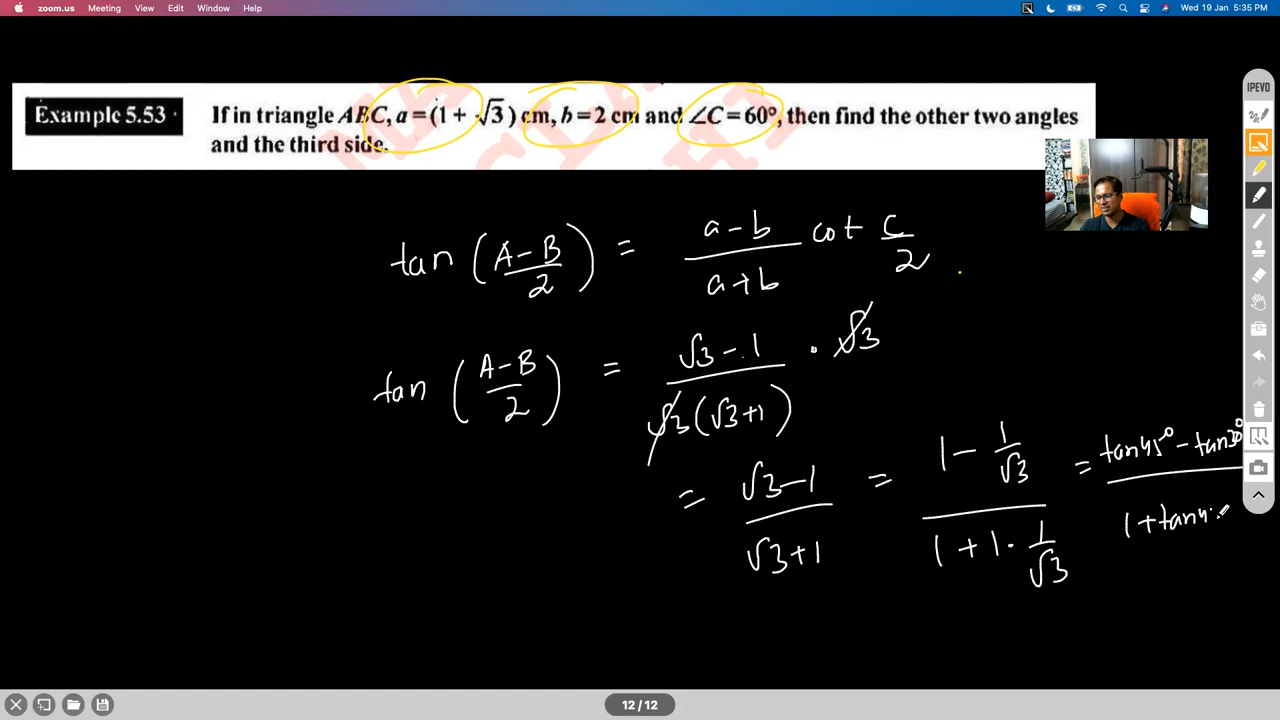 zoom.us Meeting View Edit Window Help Wed 19 Jan 5:35 PM
Example 5.53 If in triangle ABC, a = (1 + √3) cm, b = 2 cm and ∠C = 60°, then find the other two angles
and the third side.
IPEVO
tan (A-B/2) = a-b/a+b cot C/2
tan (A-B/2) = √3-1/√3(√3+1) · √3
= √3-1/√3+1 = 1-1/√3/1+1·1/√3 = tan45°-tan30°/1+tan4
12 / 12